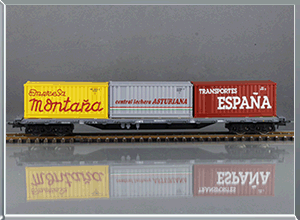 Empresa
montaña
central lechera ASTURIANA
TRANSPORTES
ESPAÑA